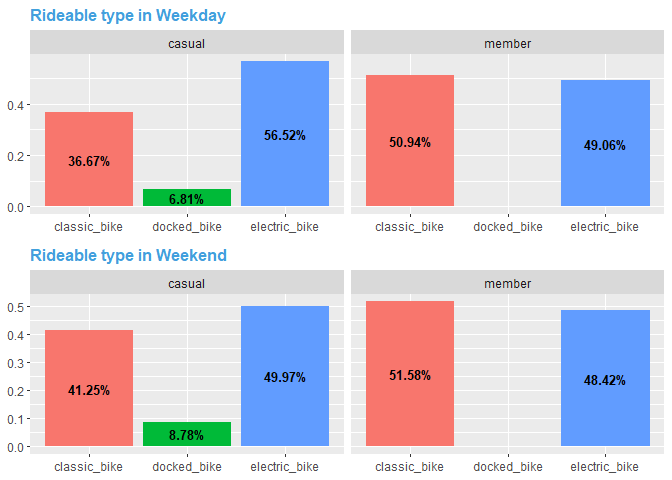 Rideable type in Weekday
casual member
0.4
0.2
0.0
36.67% 6.81% 56.52% 50.94% 49.06%
classic_bike docked_bike electric_bike classic_bike docked_bike electric_bike
Rideable type in Weekend
casual member
0.5
0.4
0.3
0.2
0.1
0.0
41.25% 8.78% 49.97% 51.58% 48.42%
classic_bike docked_bike electric_bike classic_bike docked_bike electric_bike